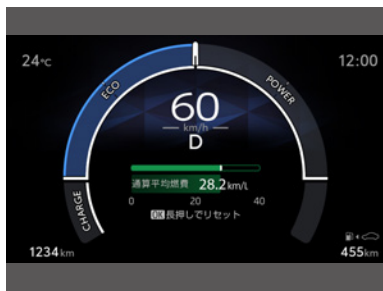 24℃
12:00
ECO
POWER
60
km/h
D
通算平均燃費 28.2km/L
CHARGE
0 20 40
OK長押しでリセット
1234km
455km